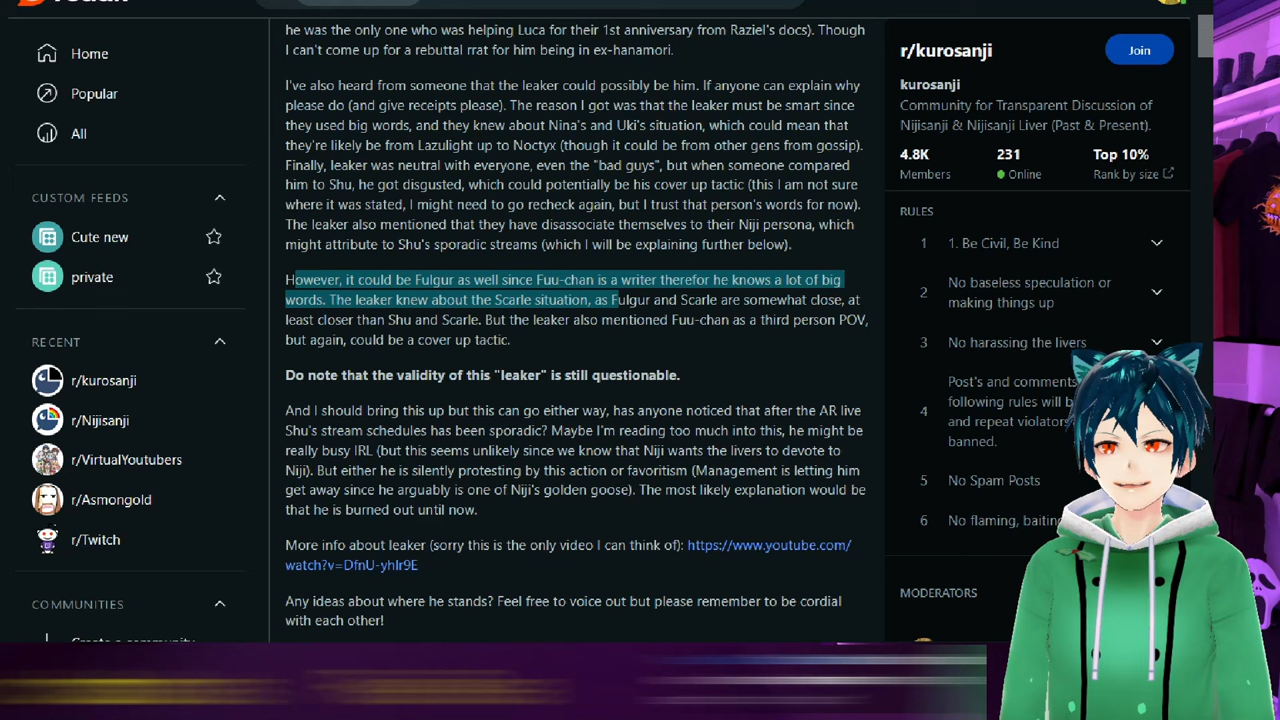 he was the only one who was helping Luca for their 1st anniversary from Raziel's docs). Though
I can't come up for a rebuttal rrat for him being in ex-hanamori.
I've also heard from someone that the leaker could possibly be him. If anyone can explain why
please do (and give receipts please). The reason I got was that the leaker must be smart since
they used big words, and they knew about Nina's and Uki's situation, which could mean that
they're likely be from Lazulight up to Noctyx (though it could be from other gens from gossip).
Finally, leaker was neutral with everyone, even the "bad guys", but when someone compared
him to Shu, he got disgusted, which could potentially be his cover up tactic (this I am not sure
where it was stated, I might need to go recheck again, but I trust that person's words for now).
The leaker also mentioned that they have disassociate themselves to their Niji persona, which
might attribute to Shu's sporadic streams (which I will be explaining further below).
However, it could be Fulgur as well since Fuu-chan is a writer therefor he knows a lot of big
words. The leaker knew about the Scarle situation, as Fulgur and Scarle are somewhat close, at
least closer than Shu and Scarle. But the leaker also mentioned Fuu-chan as a third person POV,
but again, could be a cover up tactic.
Do note that the validity of this "leaker" is still questionable.
And I should bring this up but this can go either way, has anyone noticed that after the AR live
Shu's stream schedules has been sporadic? Maybe I'm reading too much into this, he might be
really busy IRL (but this seem unlikely since we know that Niji wants the livers to devote to
Niji). But either he is silently protesting by this action or favoritism (Management is letting him
get away since he arguably is one of Niji's golden goose). The most likely explanation would be
that he is burned out until now.
More info about leaker (sorry this is the only video I can think of): https://www.youtube.com/
watch?v=DfnU-yhIr9E
Any ideas about where he stands? Feel free to voice out but please remember to be cordial
with each other!
Home
Popular
All
CUSTOM FEEDS
Cute new
private
RECENT
r/kurosanji
r/Nijisanji
r/VirtualYoutubers
r/Asmongold
r/Twitch
COMMUNITIES
r/kurosanji
Join
kurosanji
Community for Transparent Discussion of
Nijisanji & Nijisanji Liver (Past & Present).
4.8K 231 Top 10%
Members Online Rank by size
RULES
1 1. Be Civil, Be Kind
2 No baseless speculation or
making things up
3 No harassing the livers
4 Post's and comments
following rules will b
and repeat violators
banned.
5 No Spam Posts
6 No flaming, baitin
MODERATORS